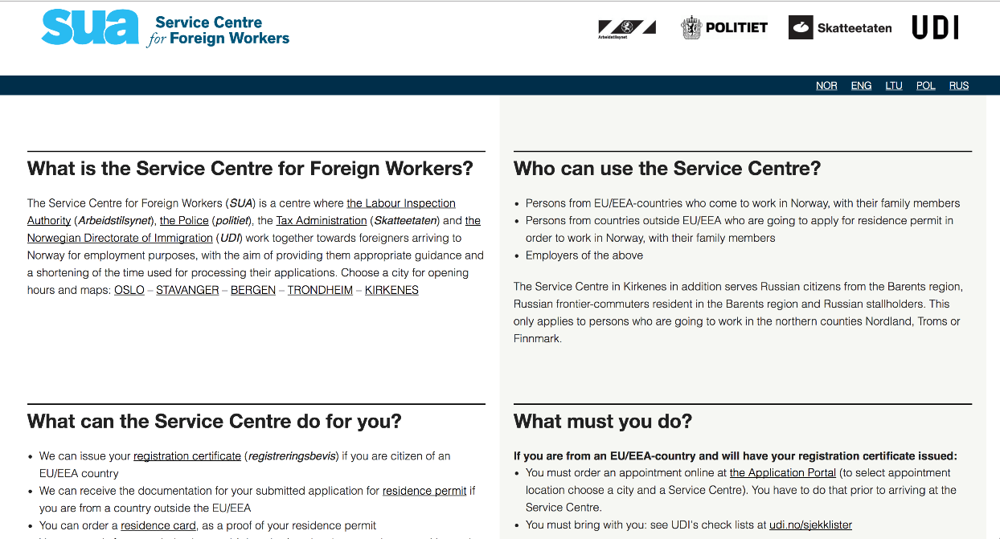 sua Service Centre
for Foreign Workers
Arbeidstilsynet
POLITIET
Skatteetaten
UDI
NOR ENG LTU POL RUS
What is the Service Centre for Foreign Workers?
The Service Centre for Foreign Workers (SUA) is a centre where the Labour Inspection
Authority (Arbeidstilsynet), the Police (politiet), the Tax Administration (Skatteetaten) and the
Norwegian Directorate of Immigration (UDI) work together towards foreigners arriving to
Norway for employment purposes, with the aim of providing them appropriate guidance and
a shortening of the time used for processing their applications. Choose a city for opening
hours and maps: OSLO – STAVANGER – BERGEN – TRONDHEIM – KIRKENES
Who can use the Service Centre?
• Persons from EU/EEA-countries who come to work in Norway, with their family members
• Persons from countries outside EU/EEA who are going to apply for residence permit in
order to work in Norway, with their family members
• Employers of the above
The Service Centre in Kirkenes in addition serves Russian citizens from the Barents region,
Russian frontier-commuters resident in the Barents region and Russian stallholders. This
only applies to persons who are going to work in the northern counties Nordland, Troms or
Finnmark.
What can the Service Centre do for you?
• We can issue your registration certificate (registreringsbevis) if you are citizen of an
EU/EEA country
• We can receive the documentation for your submitted application for residence permit if
you are from a country outside the EU/EEA
• You can order a residence card, as a proof of your residence permit
What must you do?
If you are from an EU/EEA-country and will have your registration certificate issued:
• You must order an appointment online at the Application Portal (to select appointment
location choose a city and a Service Centre). You have to do that prior to arriving at the
Service Centre.
• You must bring with you: see UDI's check lists at udi.no/sjekklister